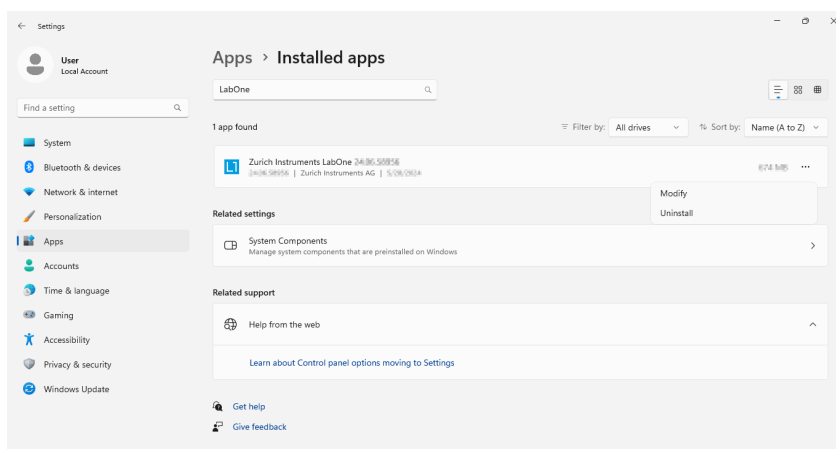 Settings
User
Local Account
Find a setting
System
Bluetooth & devices
Network & internet
Personalization
Apps
Accounts
Time & language
Gaming
Accessibility
Privacy & security
Windows Update
Apps > Installed apps
LabOne
1 app found
Filter by: All drives
Sort by: Name (A to Z)
Zurich Instruments LabOne
| Zurich Instruments AG |
Modify
Uninstall
Related settings
System Components
Manage system components that are preinstalled on Windows
Related support
Help from the web
Learn about Control panel options moving to Settings
Get help
Give feedback